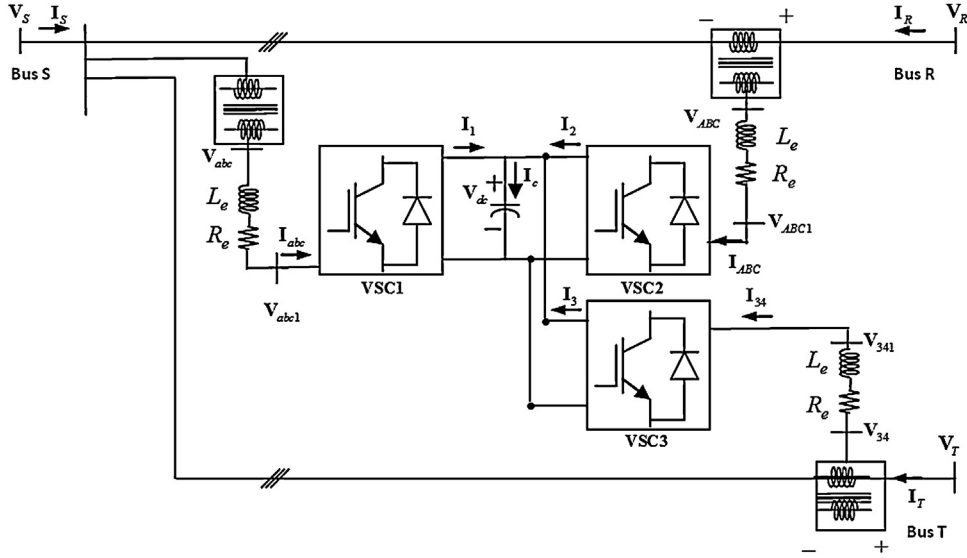 V_S I_S − + I_R V_R
Bus S Bus R
V_ABC L_e
I_1 I_2
V_abc R_e
V_dc + I_c
L_e
V_ABC1
R_e I_abc
I_ABC
VSC1 VSC2
V_abc1
I_3 I_34
V_341
L_e
R_e
VSC3 V_34
V_T
I_T
Bus T
− +